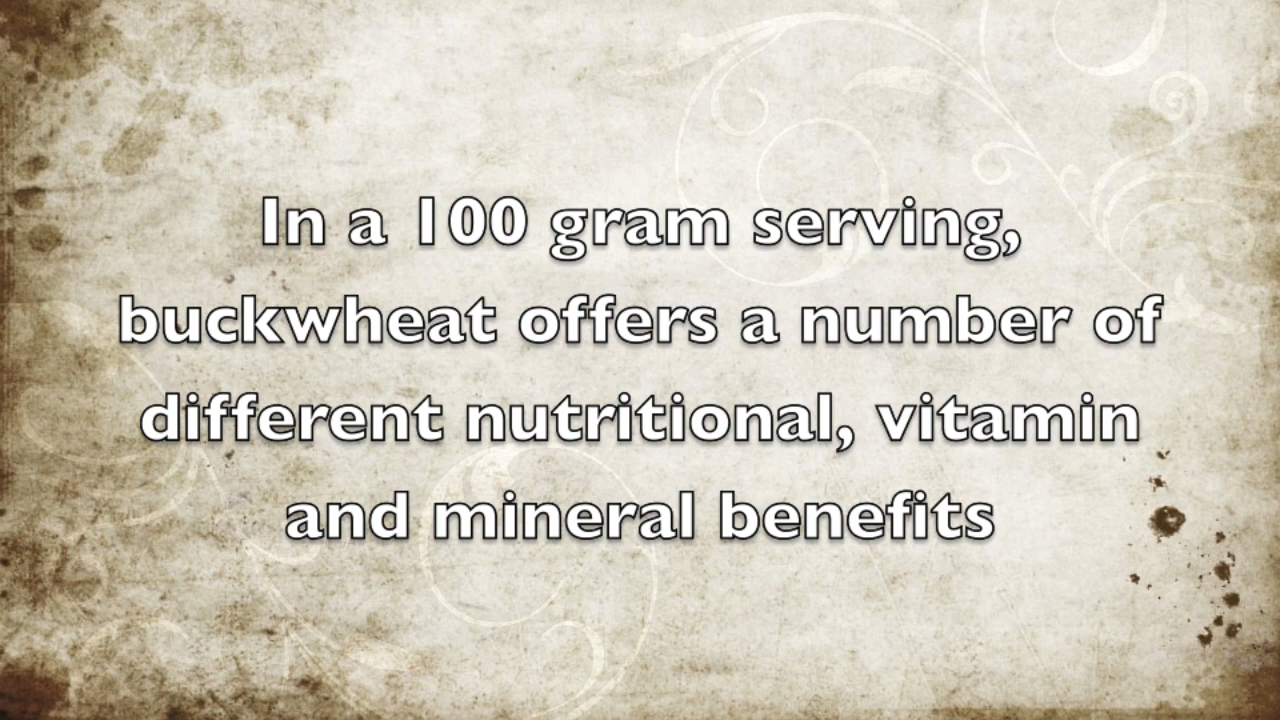 In a 100 gram serving,
buckwheat offers a number of
different nutritional, vitamin
and mineral benefits